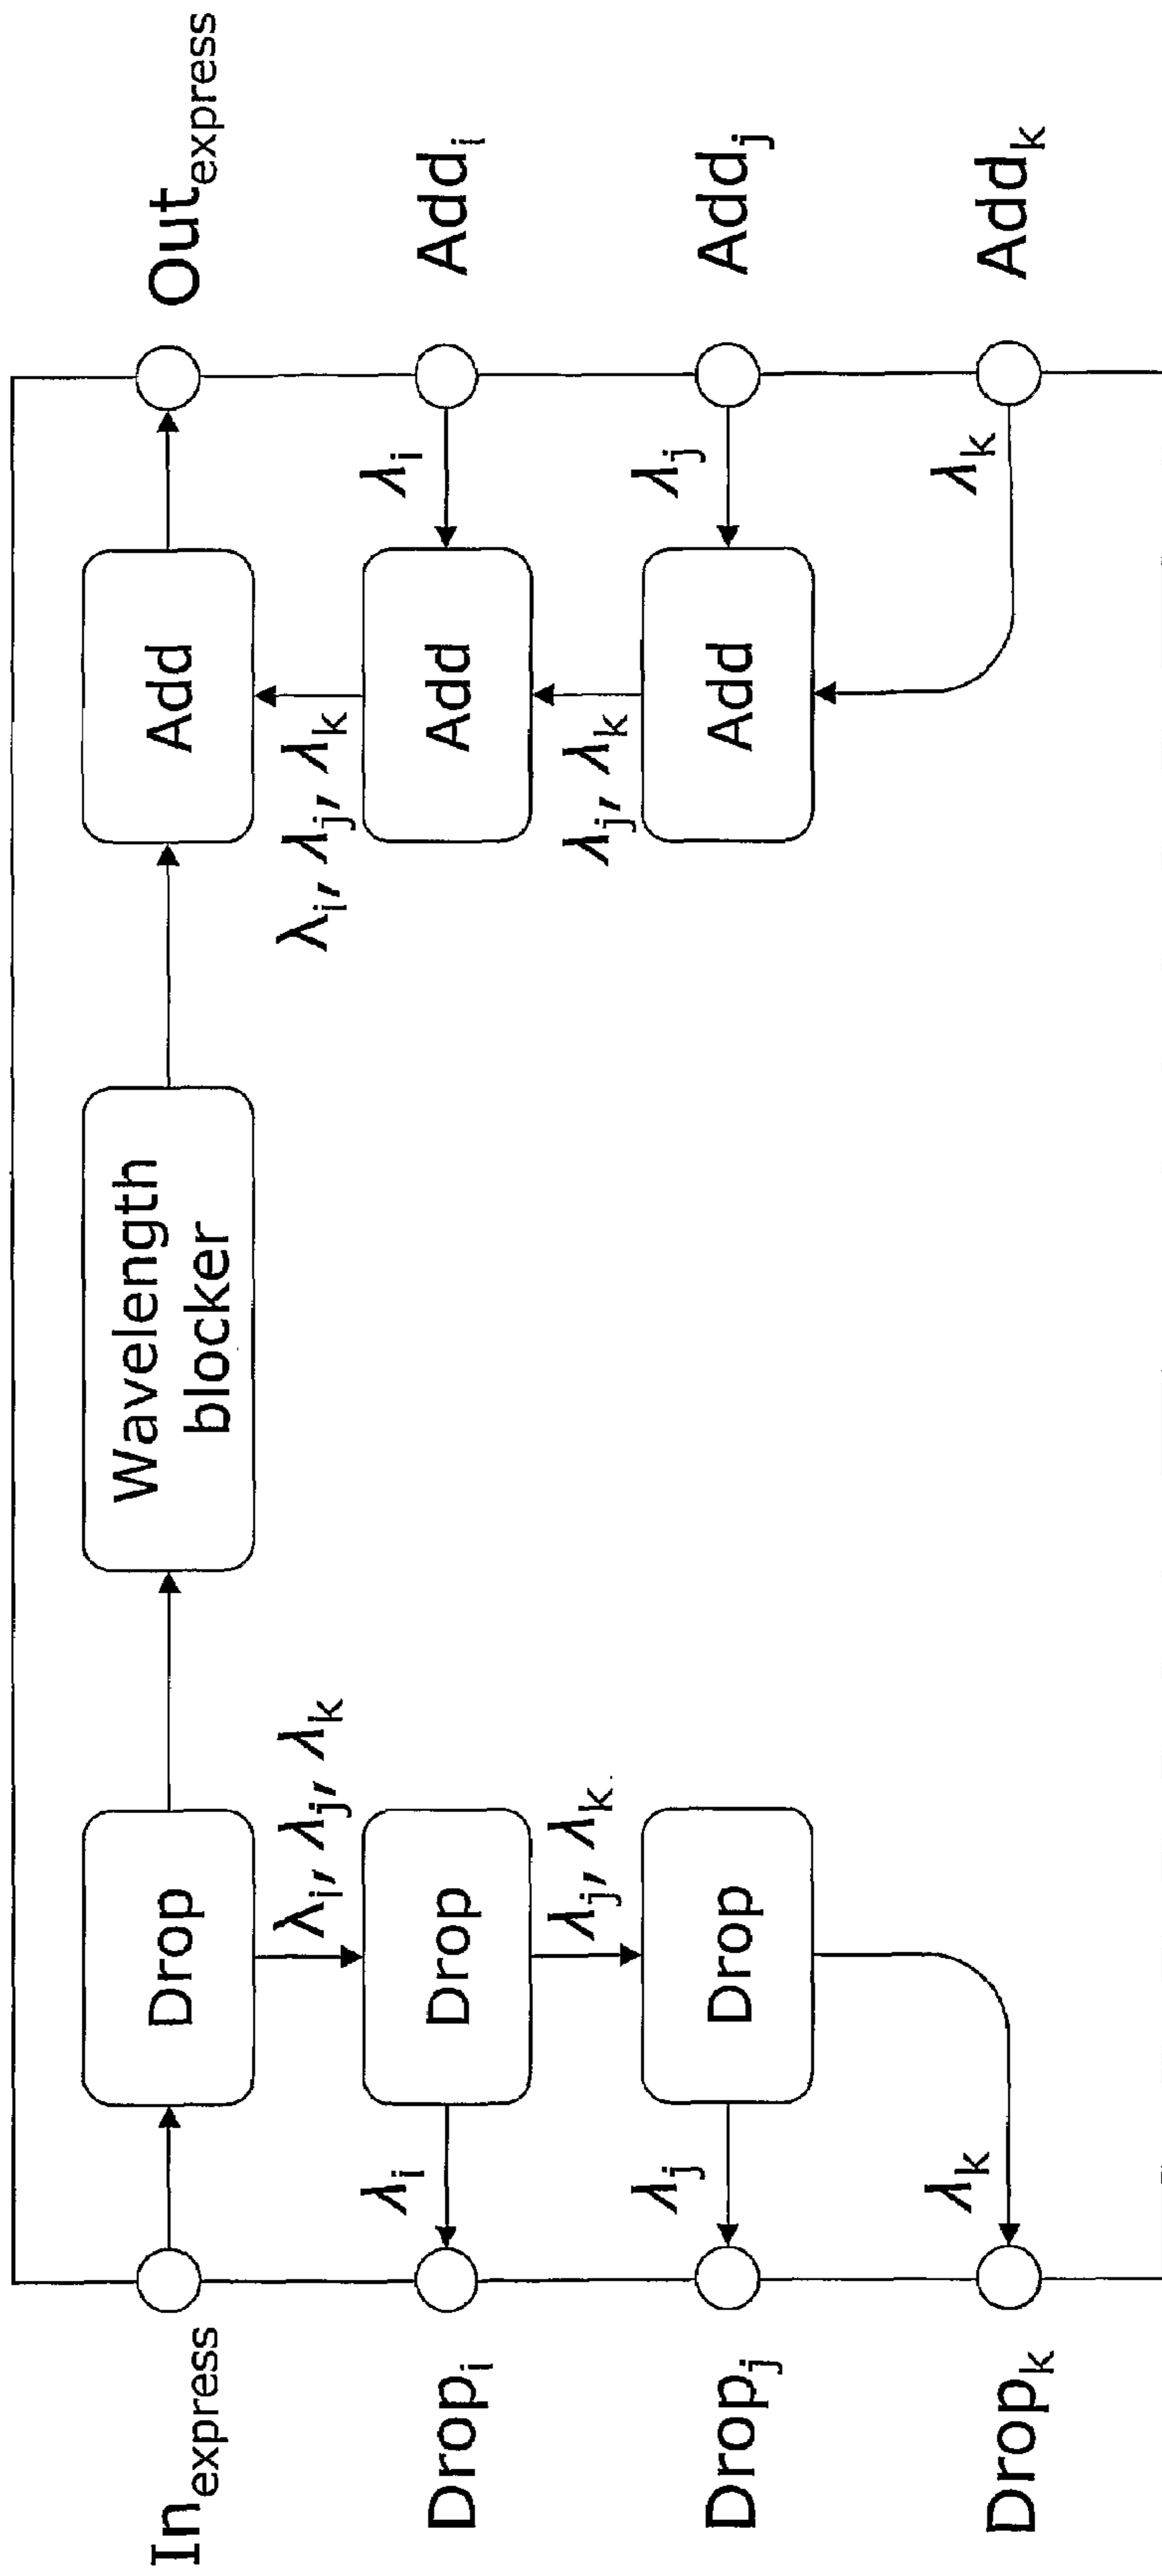 In_express
Drop
Wavelength
blocker
Add
Out_express
λ_i, λ_j, λ_k
λ_i, λ_j, λ_k
Drop_i
λ_i
Drop
Add
λ_i
Add_i
λ_j, λ_k
λ_j, λ_k
Drop_j
λ_j
Drop
Add
λ_j
Add_j
Drop_k
λ_k
λ_k
Add_k